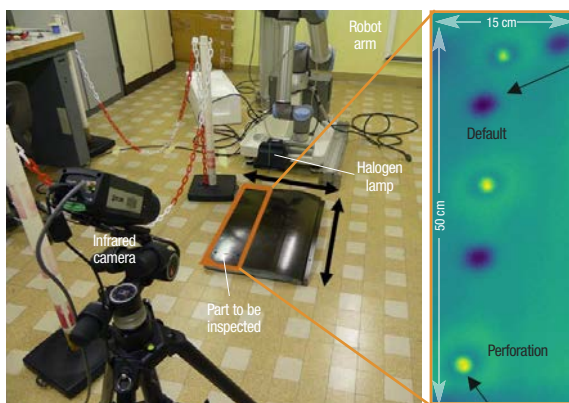 Robot
arm
Halogen
lamp
Infrared
camera
Part to be
inspected
15 cm
50 cm
Default
Perforation